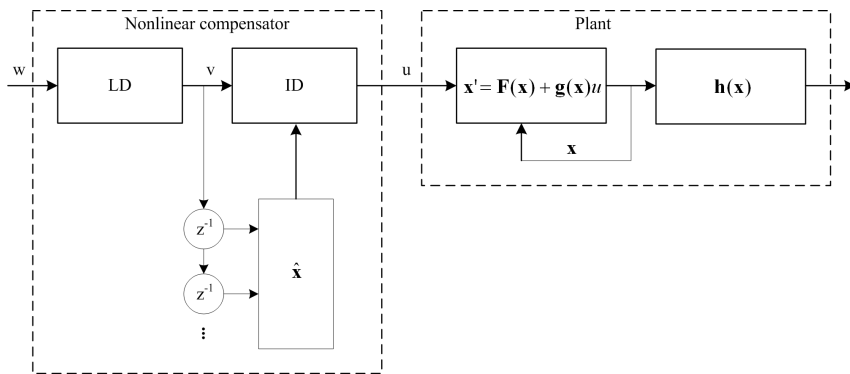 Nonlinear compensator
Plant
w
LD
v
ID
u
x' = F(x) + g(x)u
h(x)
x
z⁻¹
x̂
z⁻¹
⋮